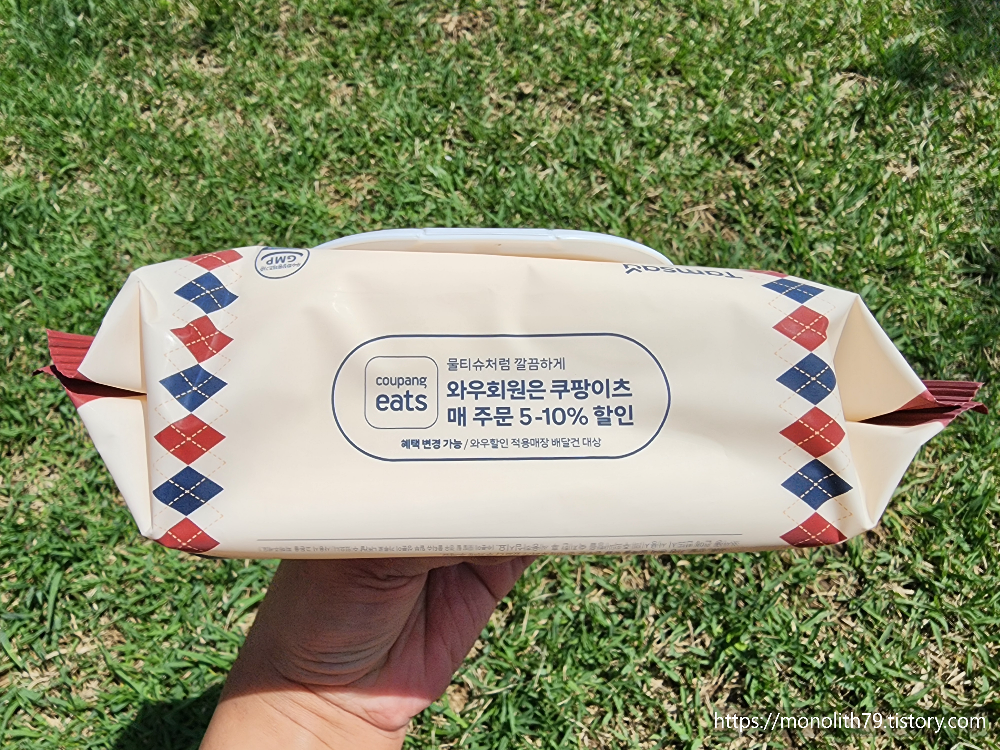 GMP
Tamsaa
coupang
eats
물티슈처럼 깔끔하게
와우회원은 쿠팡이츠
매 주문 5-10% 할인
혜택 변경 가능 / 와우할인 적용매장 배달건 대상
https://monolith79.tistory.com